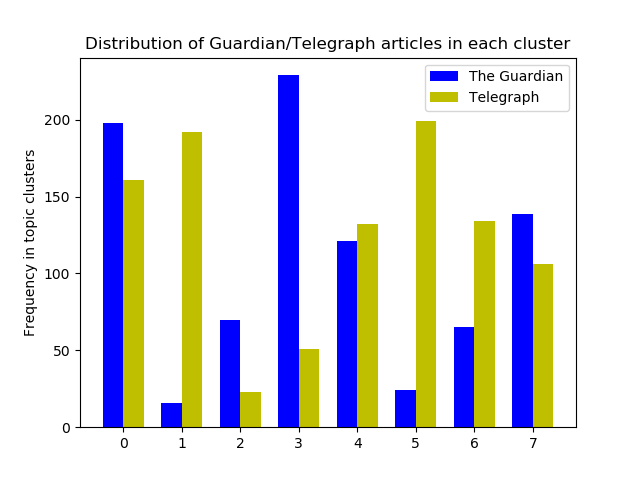 Distribution of Guardian/Telegraph articles in each cluster
The Guardian
Telegraph
Frequency in topic clusters
200
150
100
50
0
0 1 2 3 4 5 6 7